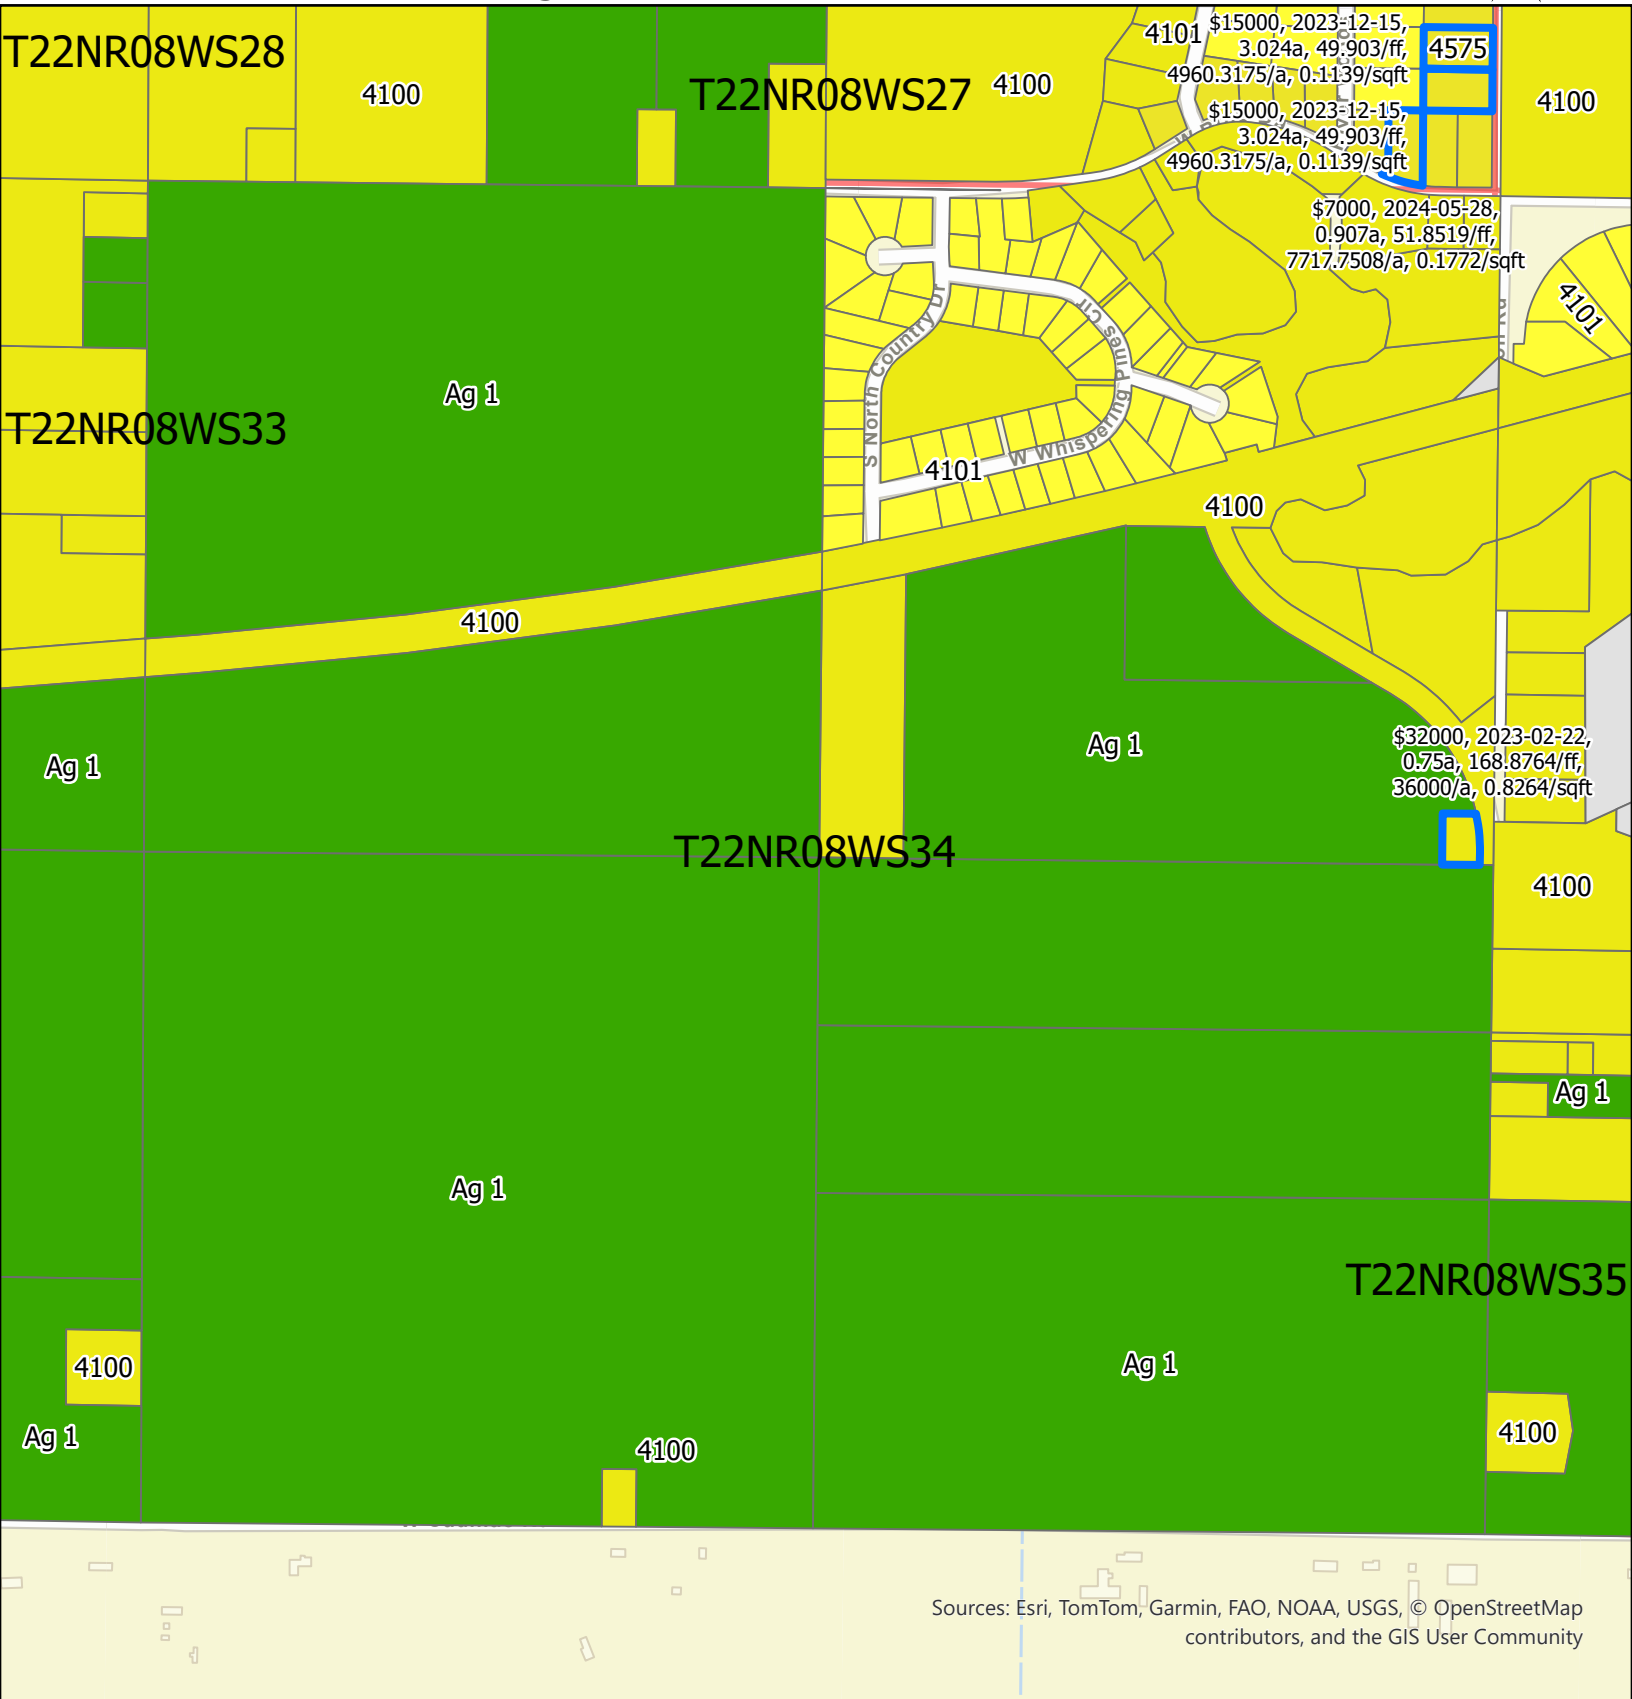 T22NR08WS28
4100
T22NR08WS27
4100
4101
$15000, 2023-12-15,
3.024a, 49.903/ff,
4960.3175/a, 0.1139/sqft
4575
4100
$15000, 2023-12-15,
3.024a, 49.903/ff,
4960.3175/a, 0.1139/sqft
$7000, 2024-05-28,
0.907a, 51.8519/ff,
7717.7508/a, 0.1772/sqft
4101
S North Country Dr
W Whispering Pines Cir
Ag 1
T22NR08WS33
4101
4100
4100
Ag 1
Ag 1
$32000, 2023-02-22,
0.75a, 168.8764/ff,
36000/a, 0.8264/sqft
T22NR08WS34
4100
Ag 1
Ag 1
T22NR08WS35
4100
Ag 1
Ag 1
4100
4100
Sources: Esri, TomTom, Garmin, FAO, NOAA, USGS, © OpenStreetMap
contributors, and the GIS User Community